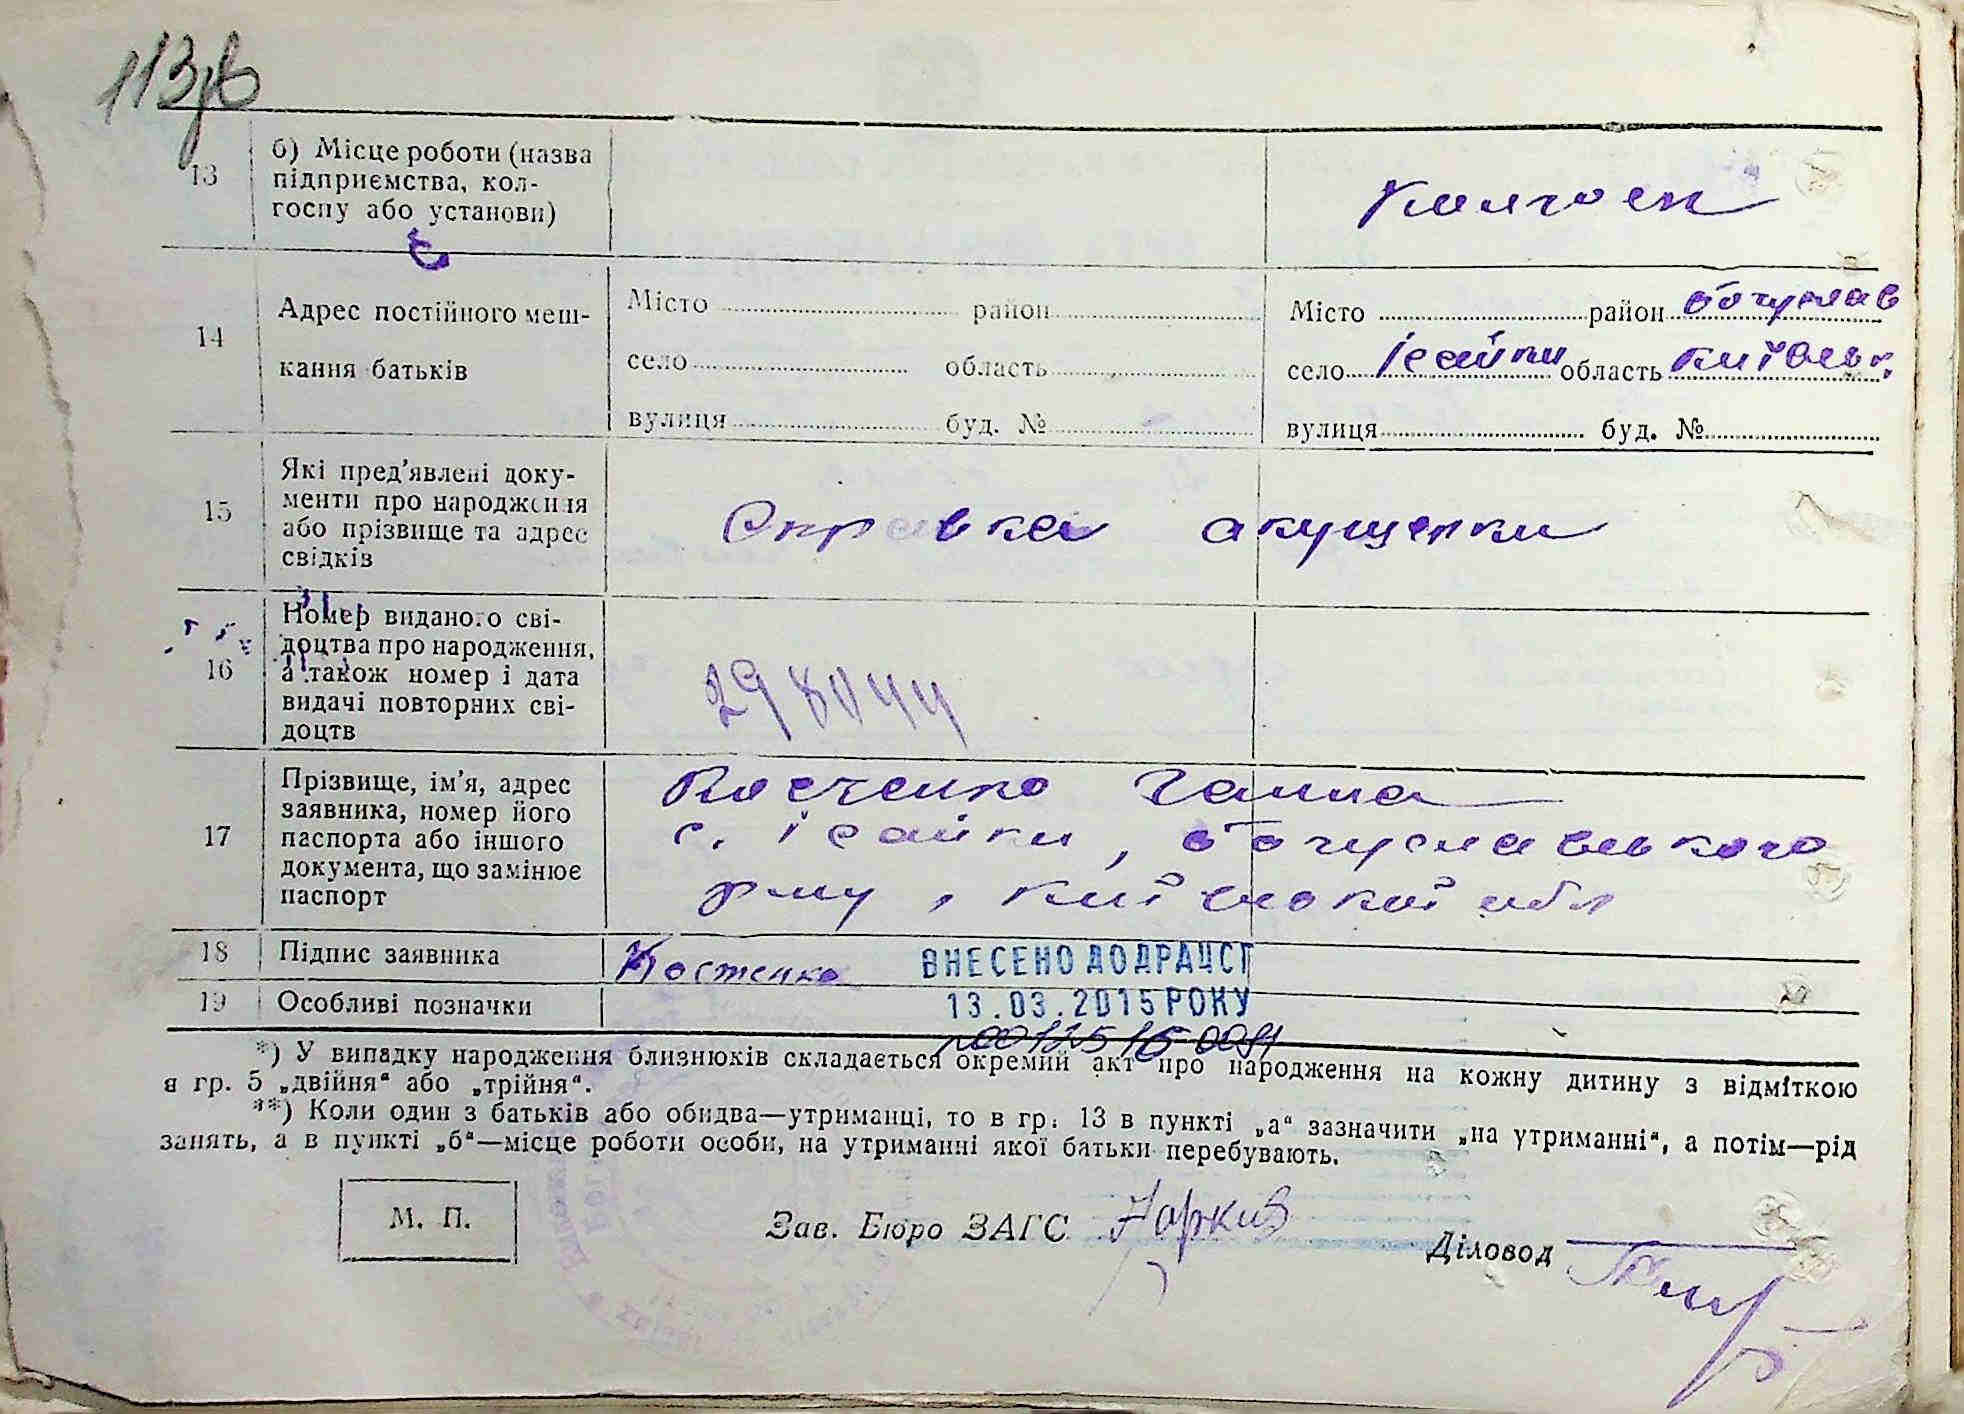 113зв
13 б) Місце роботи (назва підприємства, колгоспу або установи) Колгосп
14 Адрес постійного мешкання батьків
Місто район
село область
вулиця буд. №
Місто район богуслав
село Ісайки область київськ.
вулиця буд. №
15 Які пред'явлені документи про народження або прізвище та адрес свідків
Справка акушерки
16 Номер виданого свідоцтва про народження, а також номер і дата видачі повторних свідоцтв
298044
17 Прізвище, ім'я, адрес заявника, номер його паспорта або іншого документа, що замінює паспорт
Костенко Ганна
с. Ісайки, богуславського
р-ну, київської обл
18 Підпис заявника Костенко
ВНЕСЕНО ДО ДРАЦСГ
19 Особливі позначки
13.03.2015 РОКУ
*) У випадку народження близнюків складається окремий акт про народження на кожну дитину з відміткою
в гр. 5 „двійня“ або „трійня“.
**) Коли один з батьків або обидва—утриманці, то в гр. 13 в пункті „а“ зазначити „на утриманні“, а потім—рід
занять, а в пункті „б“—місце роботи особи, на утриманні якої батьки перебувають.
М. П.
Зав. Бюро ЗАГС
Діловод